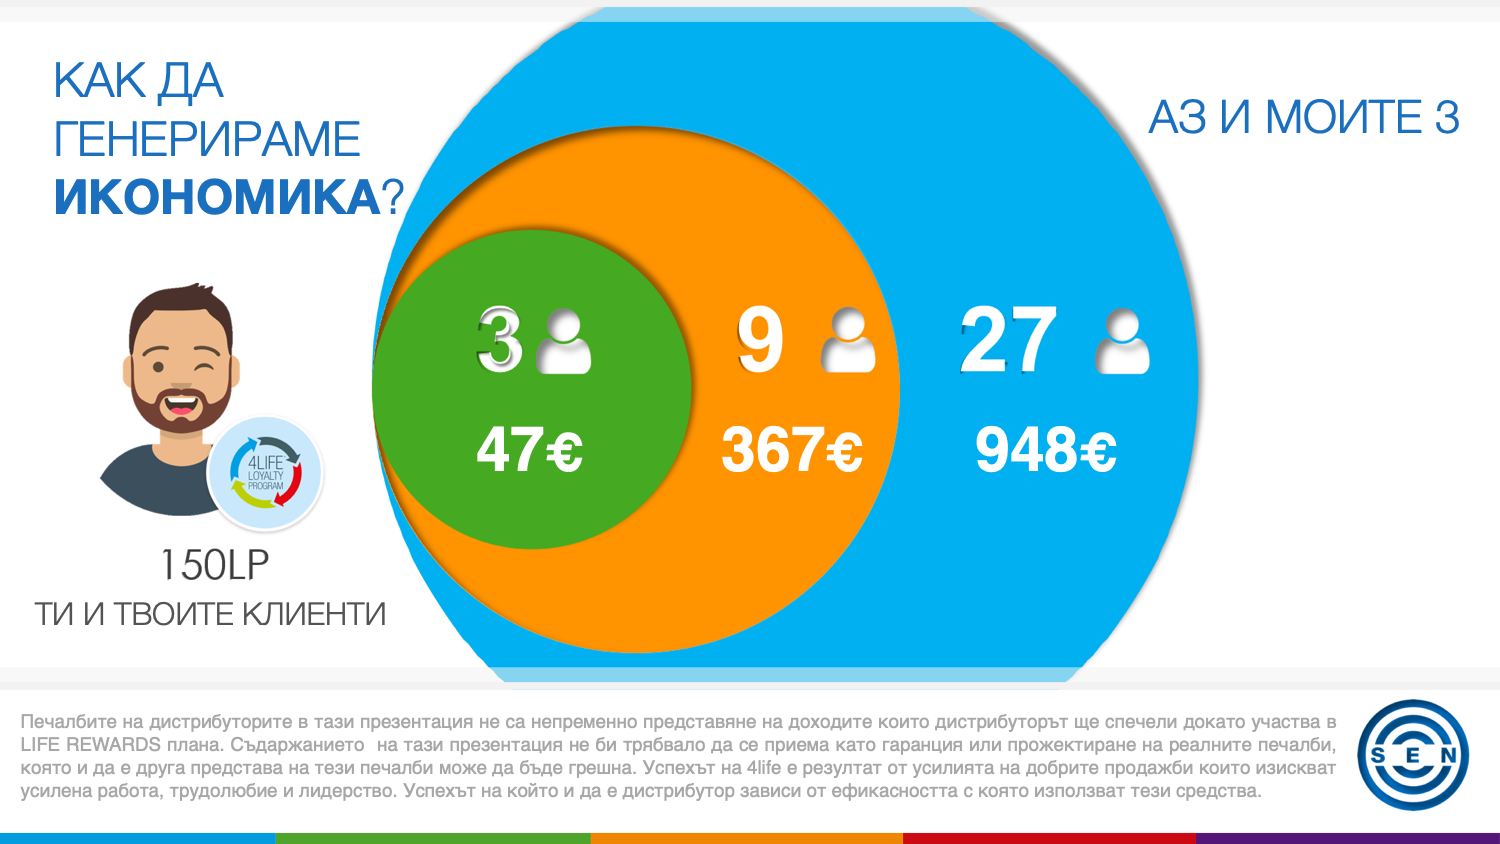 КАК ДА
ГЕНЕРИРАМЕ
ИКОНОМИКА?
АЗ И МОИТЕ 3
3
9
27
47€
367€
948€
4LIFE
LOYALTY
PROGRAM
150LP
ТИ И ТВОИТЕ КЛИЕНТИ
Печалбите на дистрибуторите в тази презентация не са непременно представяне на доходите които дистрибуторът ще спечели докато участва в
LIFE REWARDS плана. Съдаржанието  на тази презентация не би трябвало да се приема като гаранция или прожектиране на реалните печалби,
която и да е друга представа на тези печалби може да бъде грешна. Успехът на 4life е резултат от усилията на добрите продажби които изискват
усилена работа, трудолюбие и лидерство. Успехът на който и да е дистрибутор зависи от ефикасността с която използват тези средства.
SEN